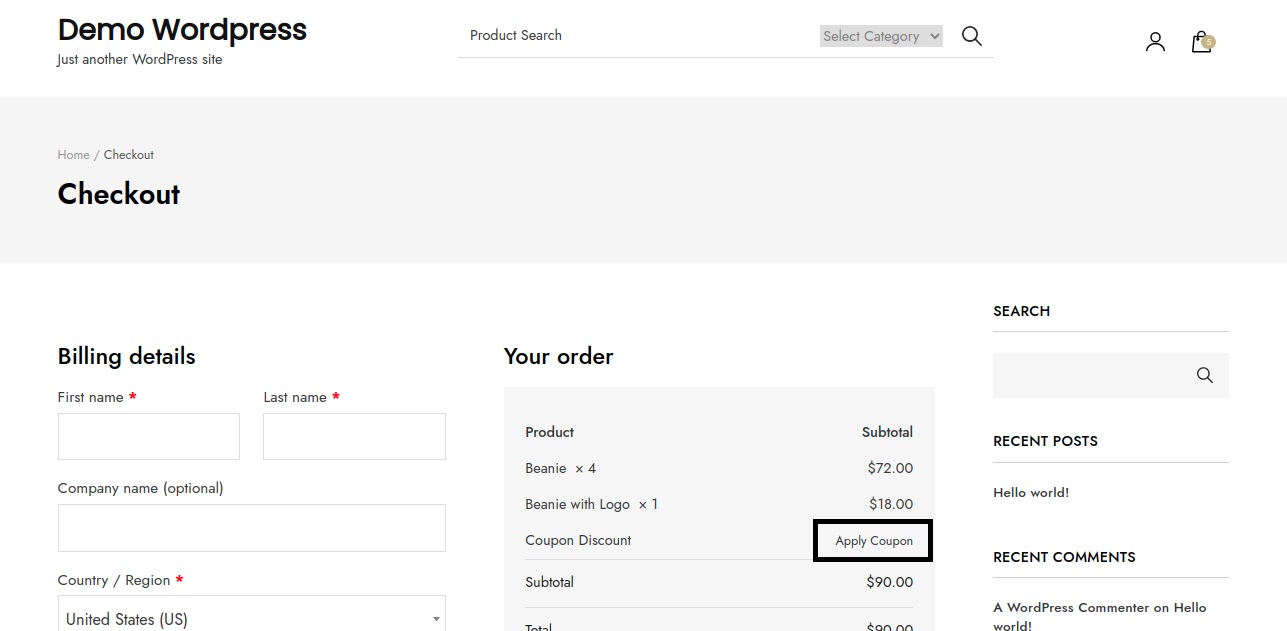 Demo Wordpress
Just another WordPress site
Product Search
Select Category
5
Home / Checkout
Checkout
Billing details
First name *
Last name *
Company name (optional)
Country / Region *
United States (US)
Your order
Product Subtotal
Beanie × 4 $72.00
Beanie with Logo × 1 $18.00
Coupon Discount Apply Coupon
Subtotal $90.00
Total $90.00
SEARCH
RECENT POSTS
Hello world!
RECENT COMMENTS
A WordPress Commenter on Hello
world!